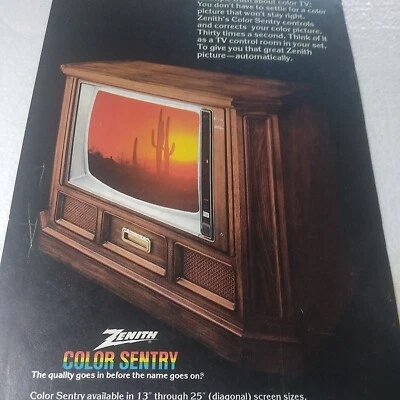 about color TV:
You don't have to settle for a color
picture that won't stay right.
Zenith's Color Sentry controls
and corrects your color picture.
Thirty times a second. Think of it
as a TV control room in your set.
To give you that great Zenith
picture—automatically.
ZENITH
COLOR SENTRY
The quality goes in before the name goes on.®
Color Sentry available in 13" through 25" (diagonal) screen sizes.